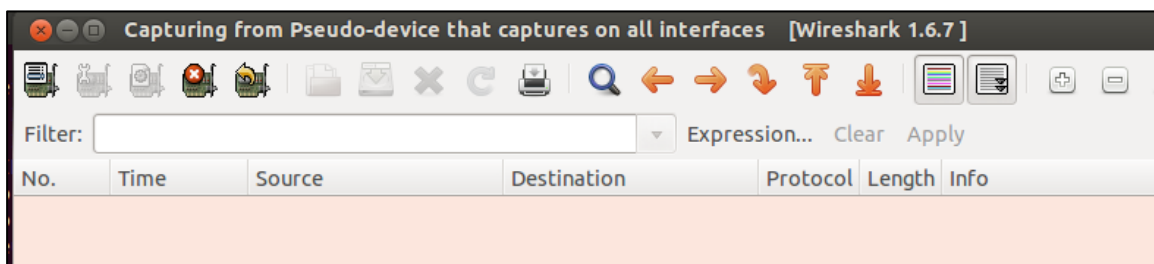 Capturing from Pseudo-device that captures on all interfaces [Wireshark 1.6.7 ]
Filter: Expression... Clear Apply
No. Time Source Destination Protocol Length Info